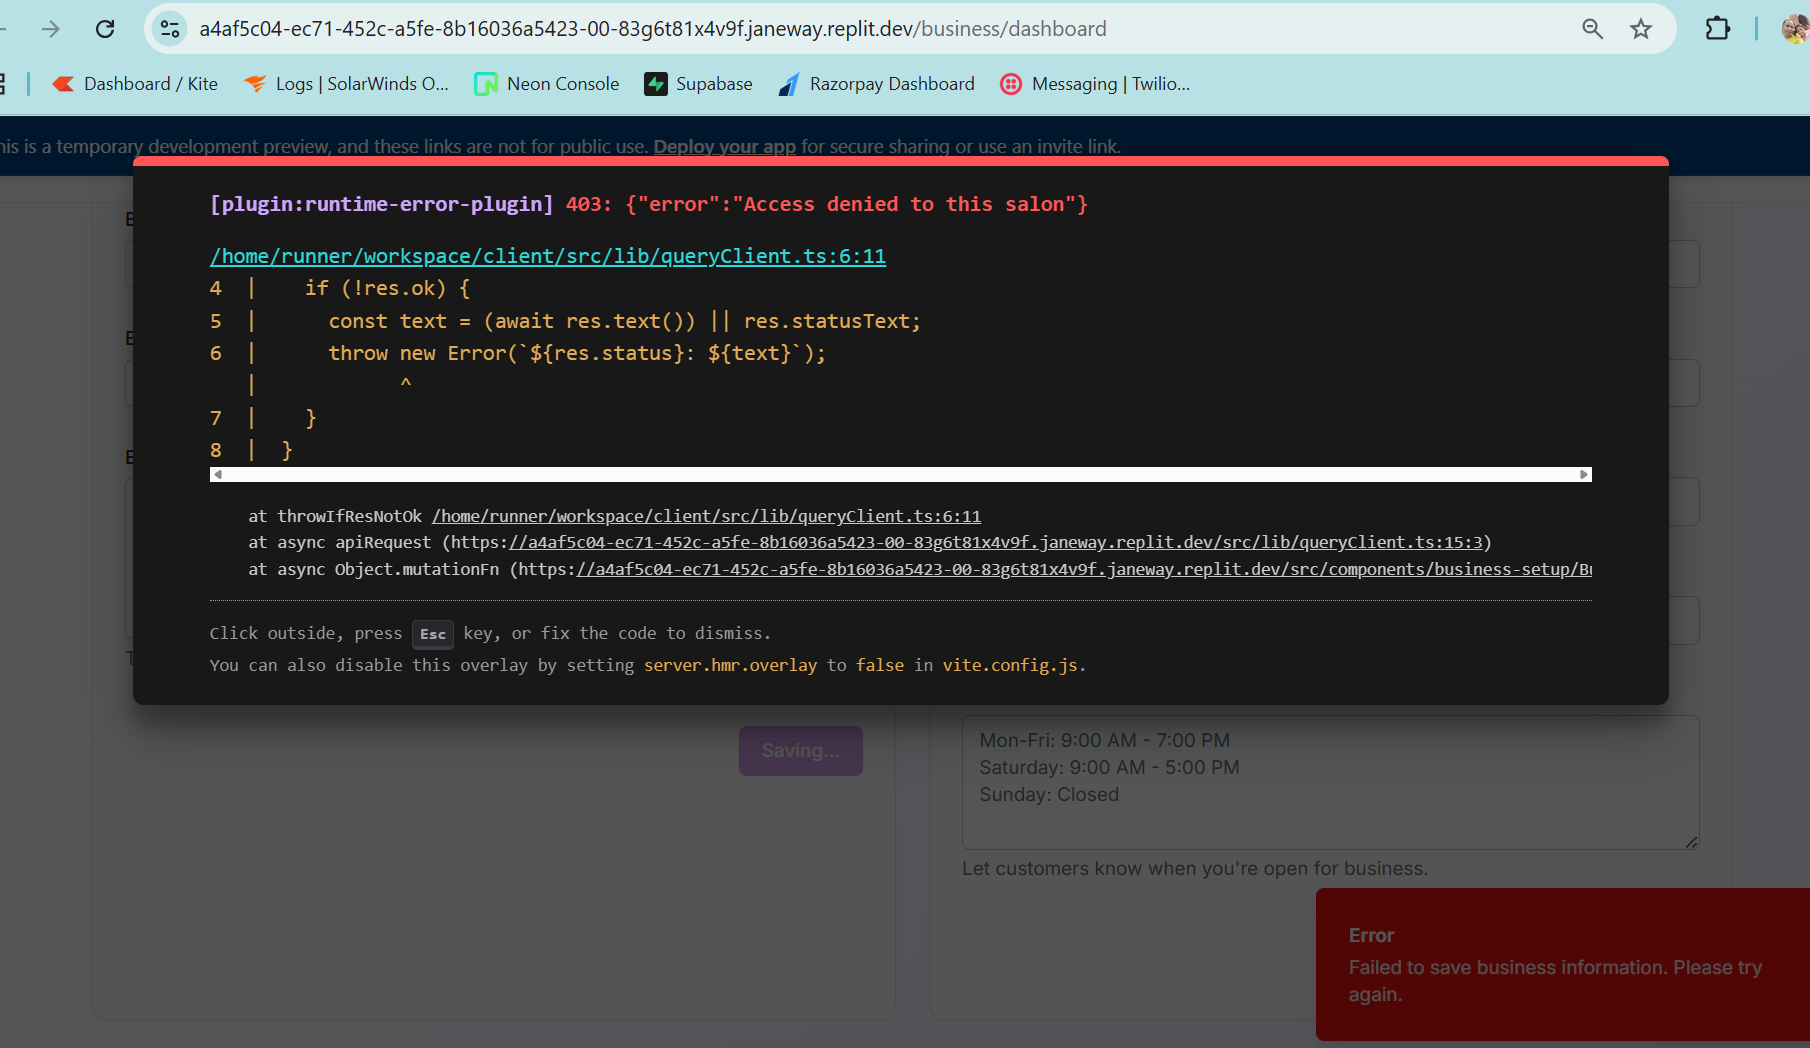 a4af5c04-ec71-452c-a5fe-8b16036a5423-00-83g6t81x4v9f.janeway.replit.dev/business/dashboard
Dashboard / Kite
Logs | SolarWinds O...
Neon Console
Supabase
Razorpay Dashboard
Messaging | Twilio...
his is a temporary development preview, and these links are not for public use. Deploy your app for secure sharing or use an invite link.
[plugin:runtime-error-plugin] 403: {"error":"Access denied to this salon"}
/home/runner/workspace/client/src/lib/queryClient.ts:6:11
4 | if (!res.ok) {
5 | const text = (await res.text()) || res.statusText;
6 | throw new Error(`${res.status}: ${text}`);
| ^
7 | }
8 | }
at throwIfResNotOk /home/runner/workspace/client/src/lib/queryClient.ts:6:11
at async apiRequest (https://a4af5c04-ec71-452c-a5fe-8b16036a5423-00-83g6t81x4v9f.janeway.replit.dev/src/lib/queryClient.ts:15:3)
at async Object.mutationFn (https://a4af5c04-ec71-452c-a5fe-8b16036a5423-00-83g6t81x4v9f.janeway.replit.dev/src/components/business-setup/Bu
Click outside, press Esc key, or fix the code to dismiss.
You can also disable this overlay by setting server.hmr.overlay to false in vite.config.js.
Saving...
Mon-Fri: 9:00 AM - 7:00 PM
Saturday: 9:00 AM - 5:00 PM
Sunday: Closed
Let customers know when you're open for business.
Error
Failed to save business information. Please try
again.